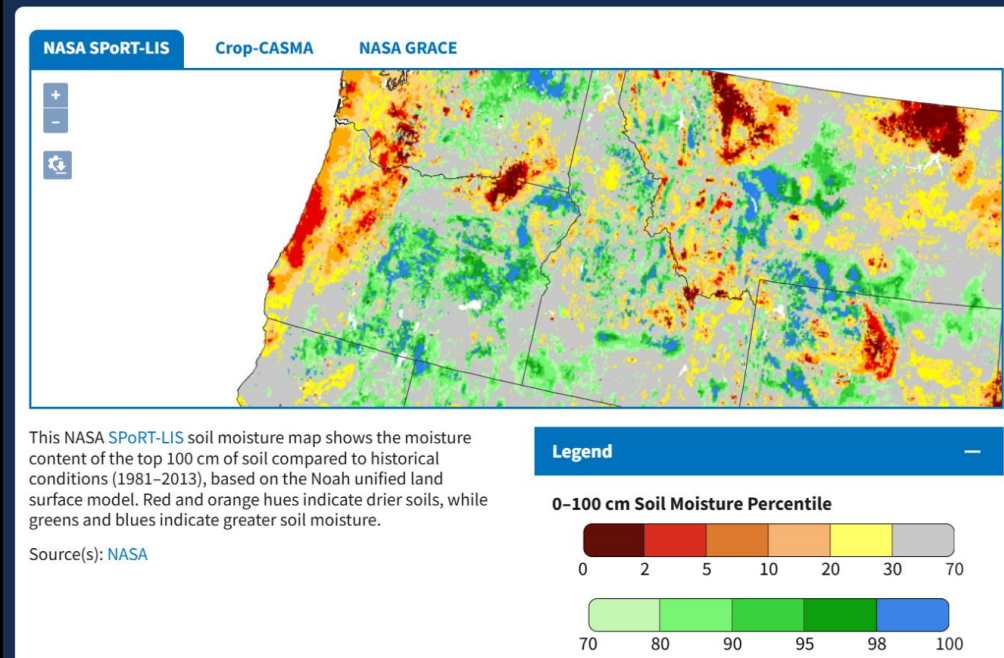 NASA SPoRT-LIS Crop-CASMA NASA GRACE
+
–
This NASA SPoRT-LIS soil moisture map shows the moisture
content of the top 100 cm of soil compared to historical
conditions (1981–2013), based on the Noah unified land
surface model. Red and orange hues indicate drier soils, while
greens and blues indicate greater soil moisture.
Source(s): NASA
Legend –
0–100 cm Soil Moisture Percentile
0 2 5 10 20 30 70
70 80 90 95 98 100